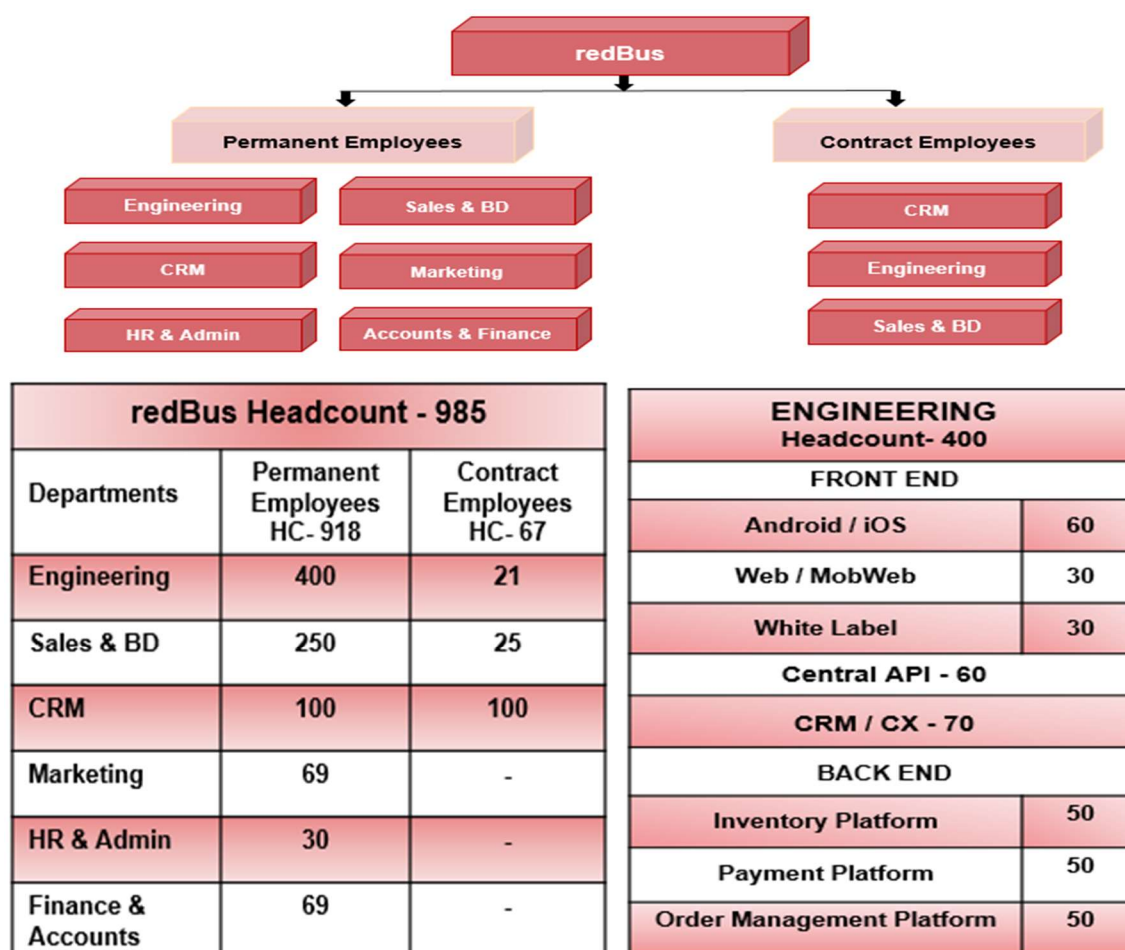 redBus
Permanent Employees
Contract Employees
Engineering
Sales & BD
CRM
CRM
Marketing
Engineering
HR & Admin
Accounts & Finance
Sales & BD
redBus Headcount - 985
Departments
Permanent
Employees
HC- 918
Contract
Employees
HC- 67
Engineering 400 21
Sales & BD 250 25
CRM 100 100
Marketing 69 -
HR & Admin 30 -
Finance &
Accounts 69 -
ENGINEERING
Headcount- 400
FRONT END
Android / iOS 60
Web / MobWeb 30
White Label 30
Central API - 60
CRM / CX - 70
BACK END
Inventory Platform 50
Payment Platform 50
Order Management Platform 50